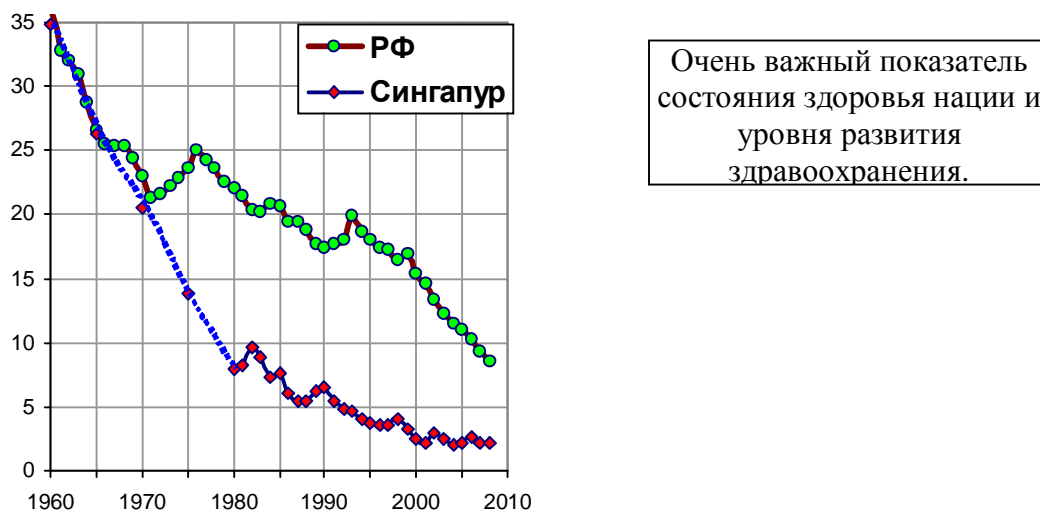 35
30
25
20
15
10
5
0
1960 1970 1980 1990 2000 2010
РФ
Сингапур
Очень важный показатель
состояния здоровья нации и
уровня развития
здравоохранения.